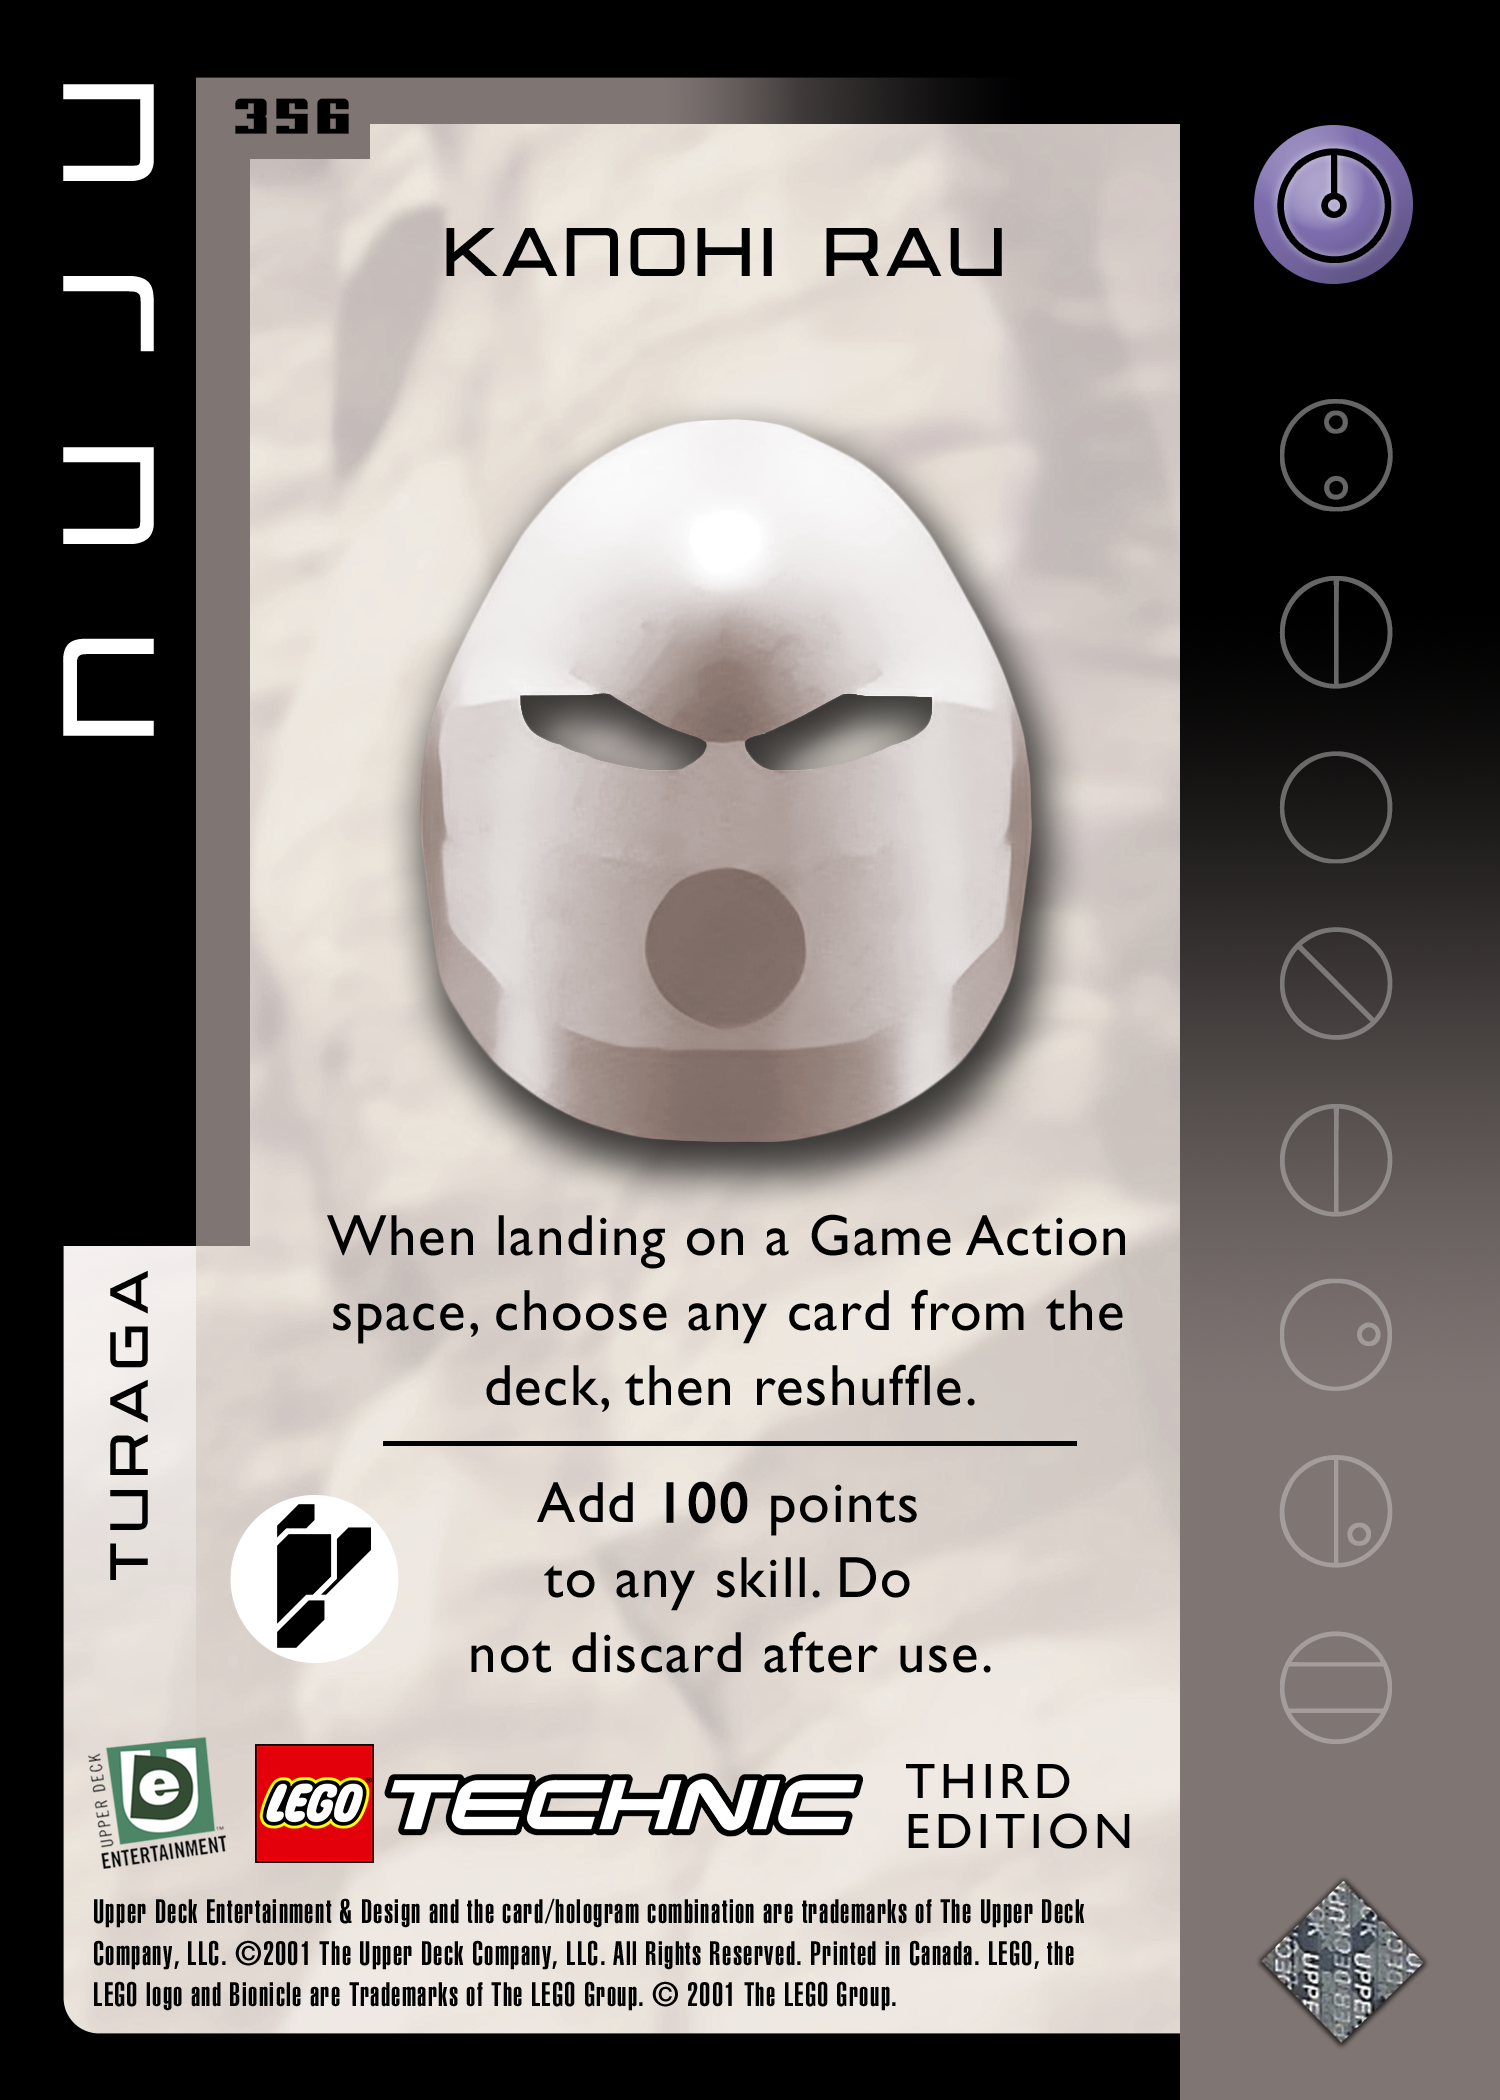 356
NUJU
KANOHI RAU
When landing on a Game Action
space, choose any card from the
deck, then reshuffle.
Add 100 points
to any skill. Do
not discard after use.
TURAGA
UPPER DECK
ENTERTAINMENT
LEGO TECHNIC
THIRD
EDITION
Upper Deck Entertainment & Design and the card/hologram combination are trademarks of The Upper Deck
Company, LLC. ©2001 The Upper Deck Company, LLC. All Rights Reserved. Printed in Canada. LEGO, the
LEGO logo and Bionicle are Trademarks of The LEGO Group. © 2001 The LEGO Group.